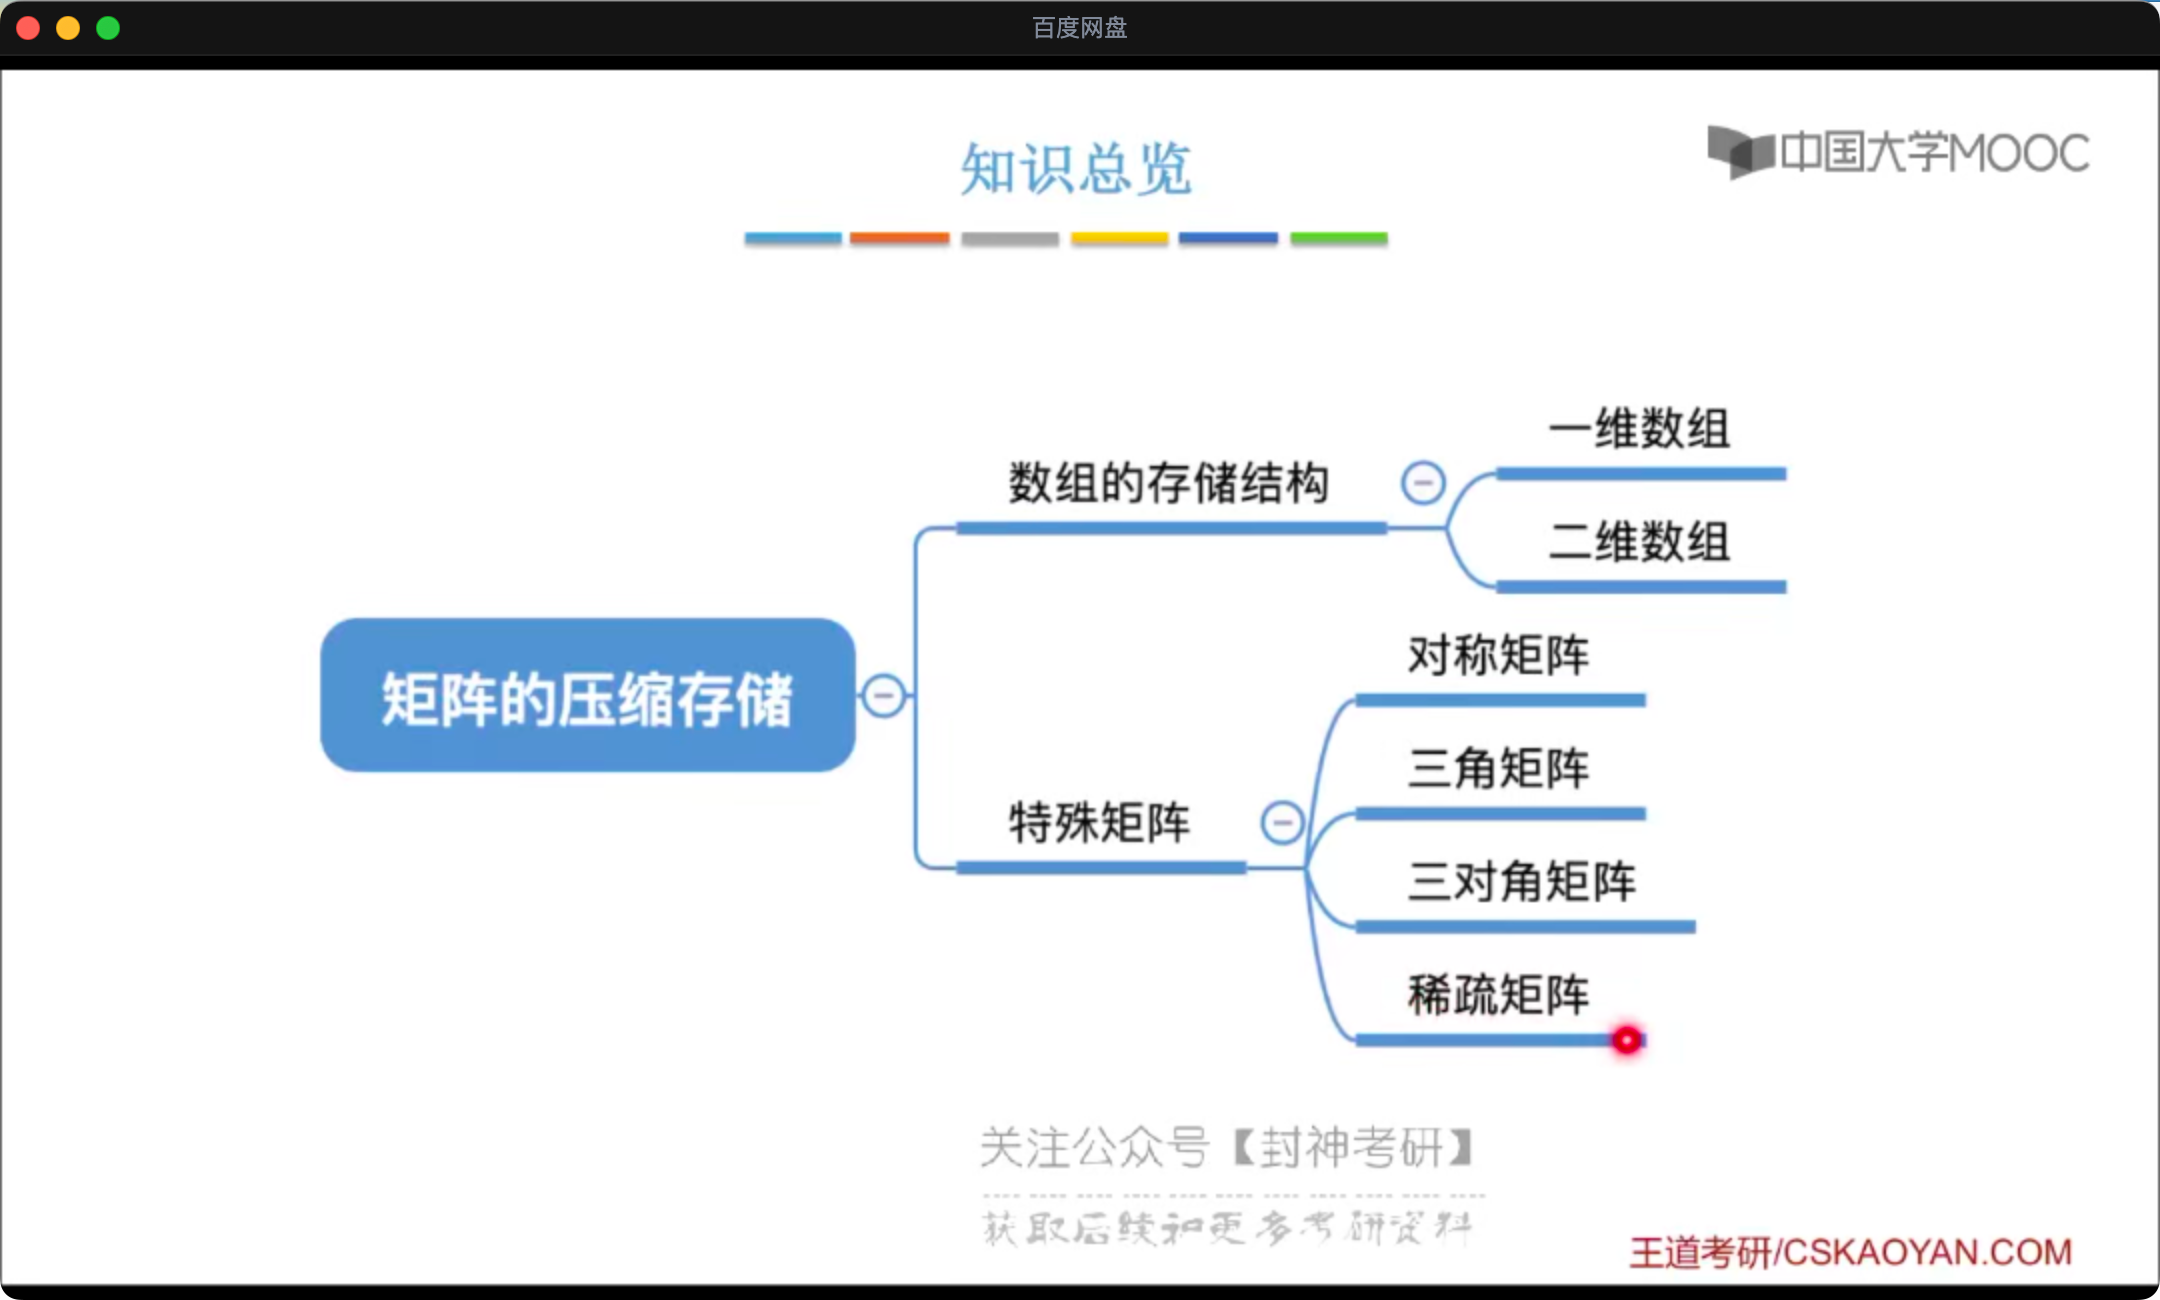 百度网盘
知识总览
中国大学MOOC
一维数组
数组的存储结构
二维数组
对称矩阵
矩阵的压缩存储
三角矩阵
特殊矩阵
三对角矩阵
稀疏矩阵
关注公众号【封神考研】
获取后续和更多考研资料
王道考研/CSKAOYAN.COM